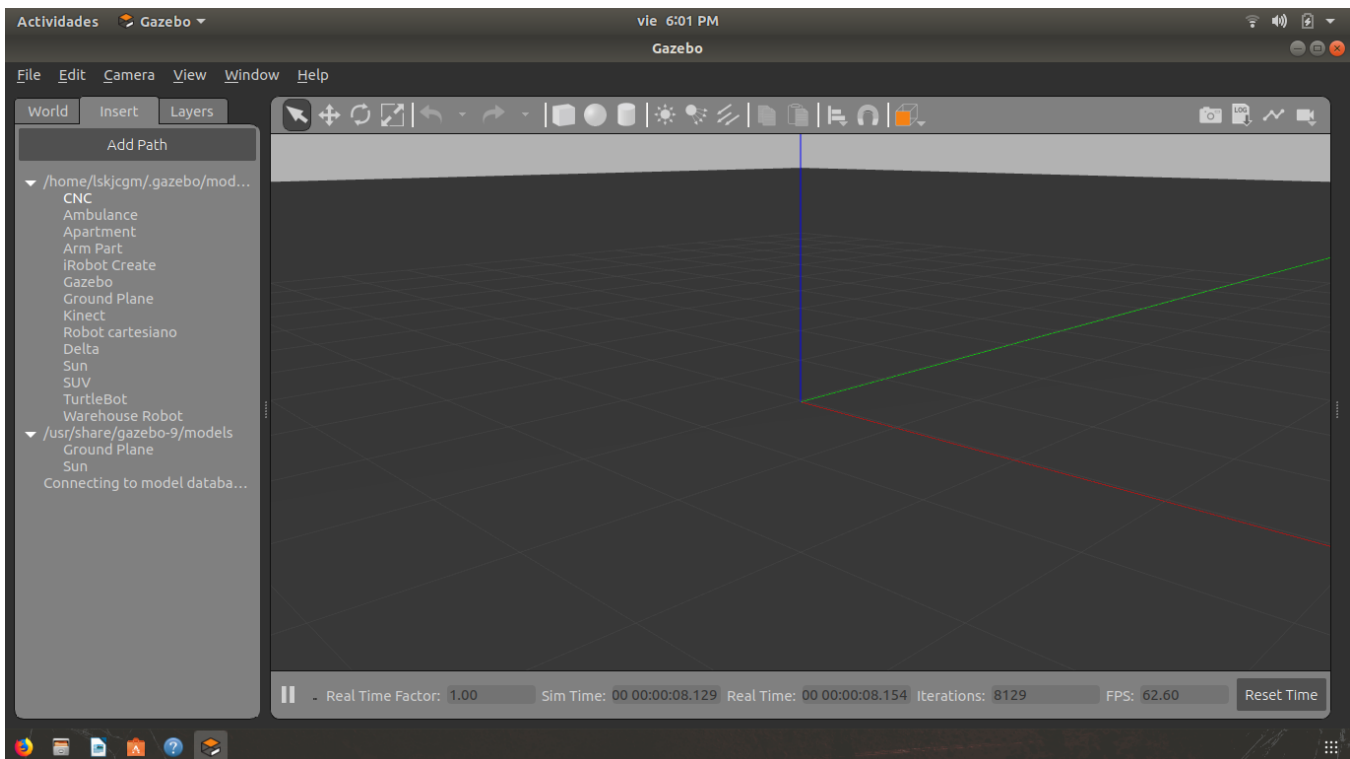 Actividades Gazebo vie 6:01 PM
Gazebo
File Edit Camera View Window Help
World Insert Layers
LOG
Add Path
/home/lskjcgm/.gazebo/mod...
CNC
Ambulance
Apartment
Arm Part
iRobot Create
Gazebo
Ground Plane
Kinect
Robot cartesiano
Delta
Sun
SUV
TurtleBot
Warehouse Robot
/usr/share/gazebo-9/models
Ground Plane
Sun
Connecting to model databa...
Real Time Factor: 1.00 Sim Time: 00 00:00:08.129 Real Time: 00 00:00:08.154 Iterations: 8129 FPS: 62.60 Reset Time